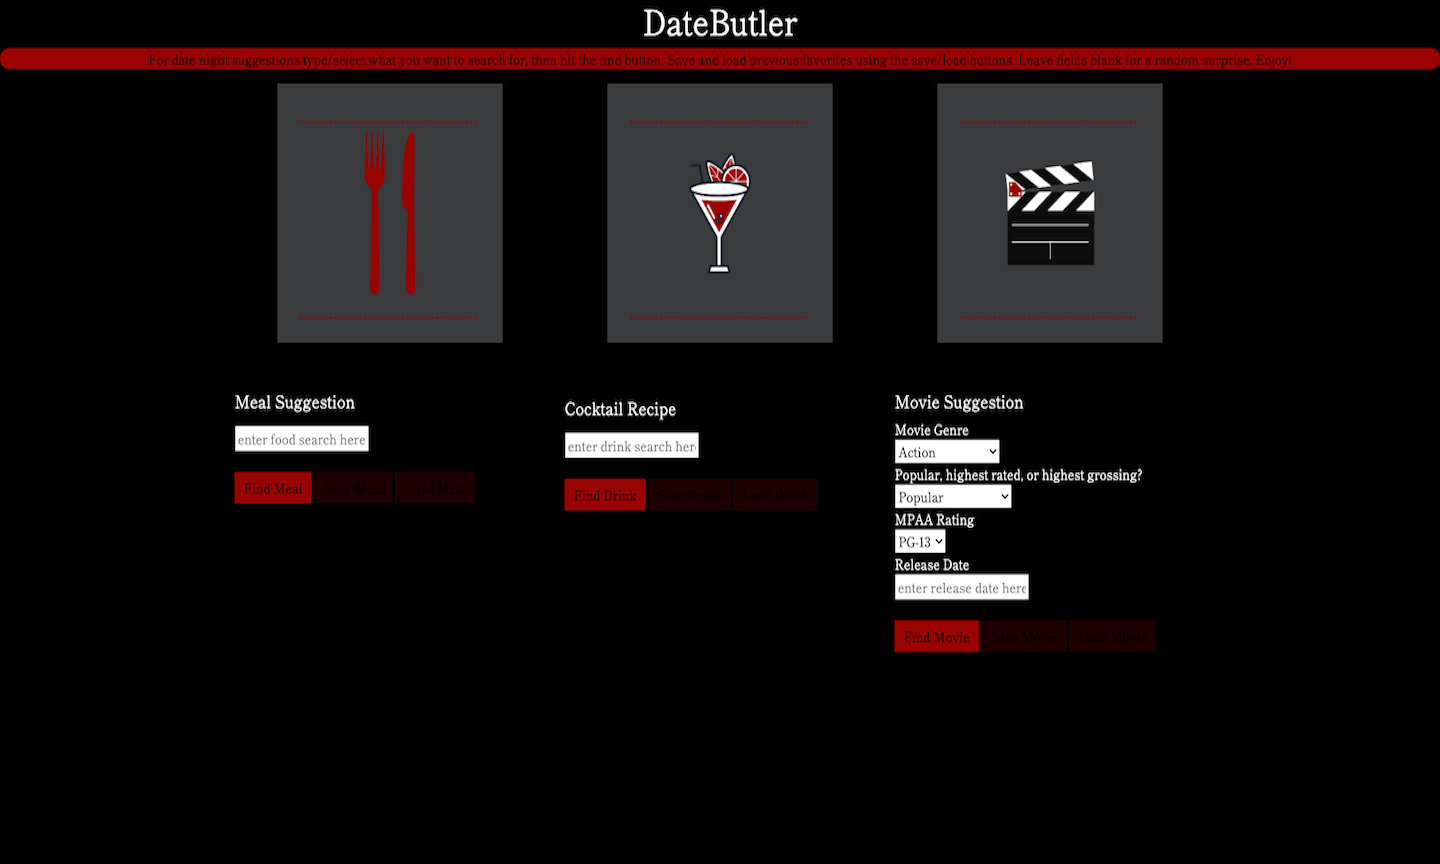 DateButler
For date night suggestions type/select what you want to search for, then hit the find button. Save and load previous favorites using the save/load buttons. Leave fields blank for a random surprise. Enjoy!
Meal Suggestion
enter food search here
Find Meal Save Meal Load Meal
Cocktail Recipe
enter drink search her
Find Drink Save Drink Load Drink
Movie Suggestion
Movie Genre
Action
Popular, highest rated, or highest grossing?
Popular
MPAA Rating
PG-13
Release Date
enter release date here
Find Movie Save Movie Load Movie